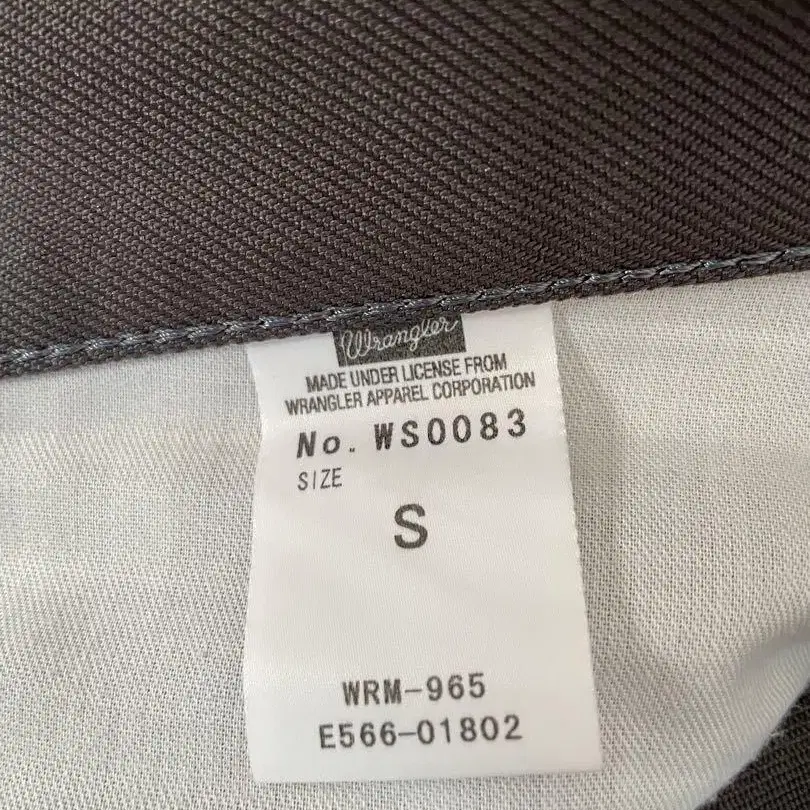 Wrangler
MADE UNDER LICENSE FROM
WRANGLER APPAREL CORPORATION
No. WS0083
SIZE
S
WRM-965
E566-01802